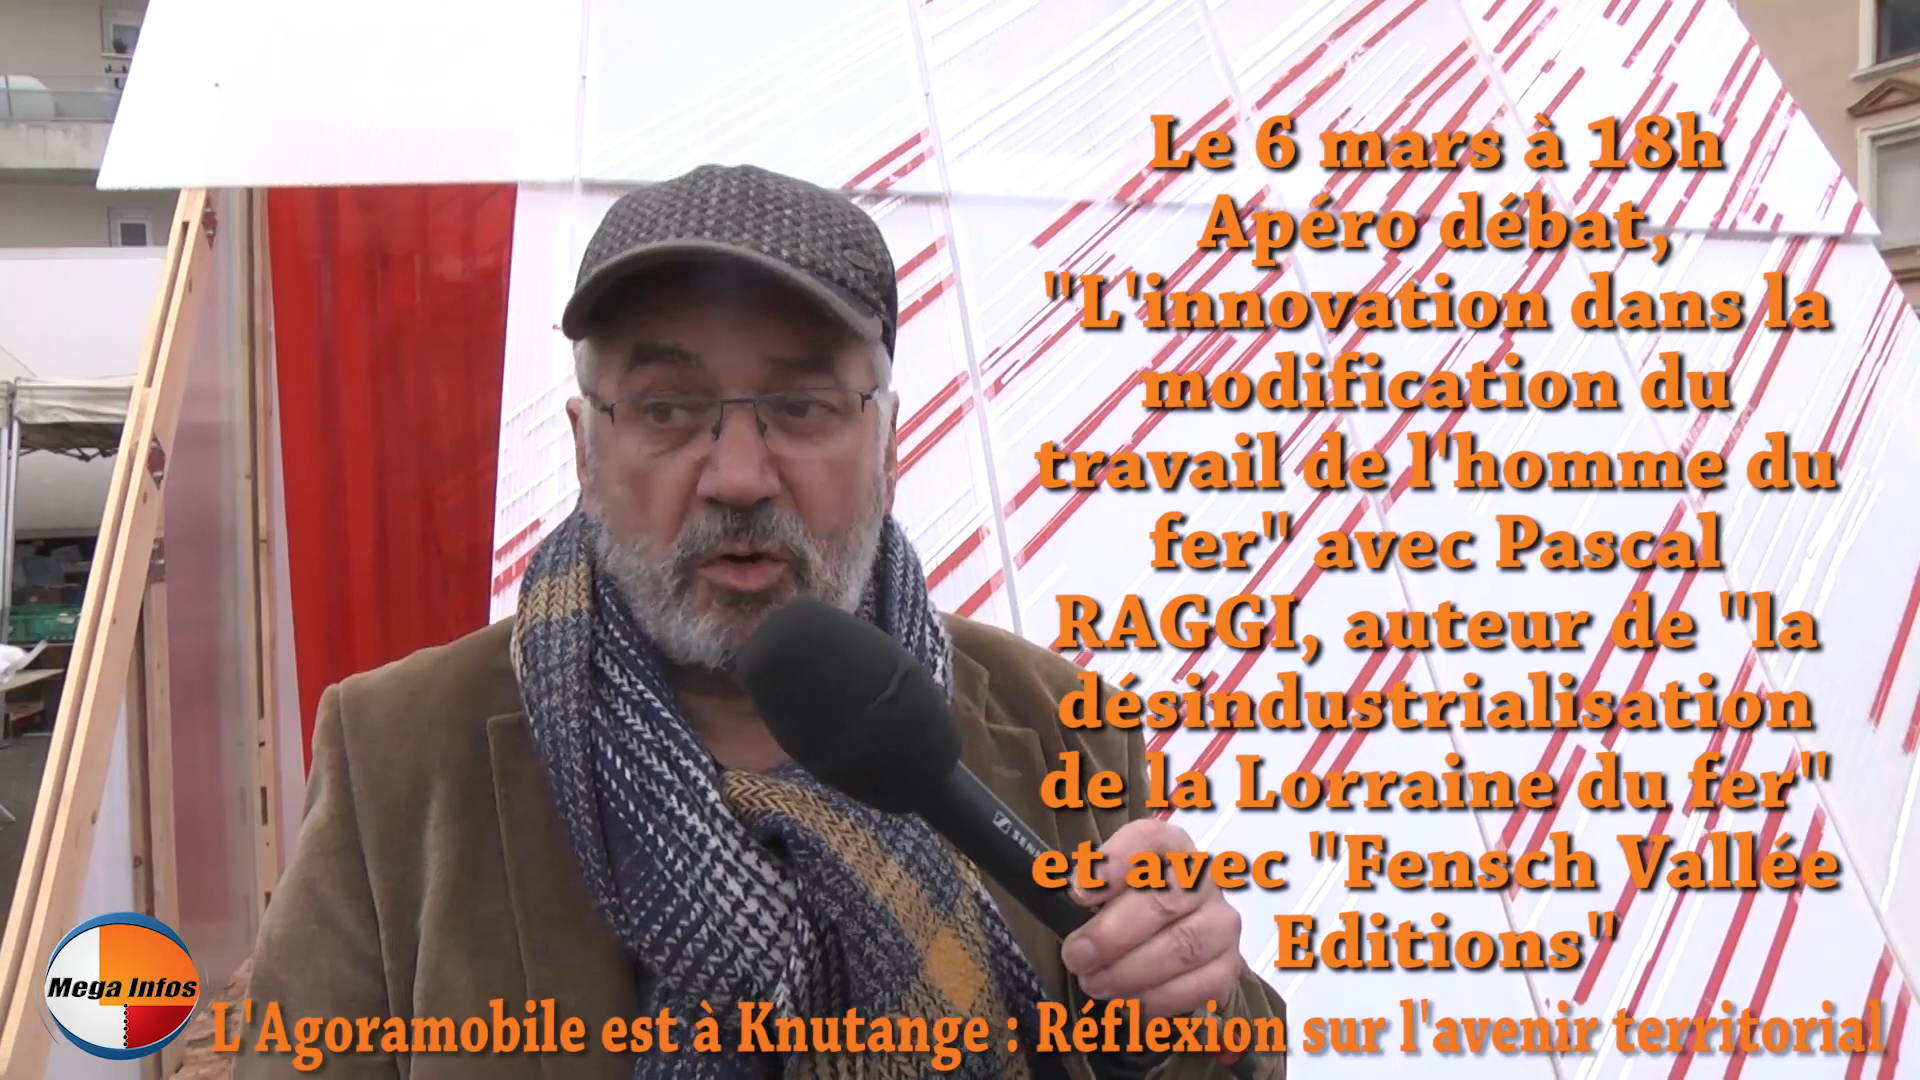 Le 6 mars à 18h
Apéro débat,
"L'innovation dans la
modification du
travail de l'homme du
fer" avec Pascal
RAGGI, auteur de "la
désindustrialisation
de la Lorraine du fer"
et avec "Fensch Vallée
Editions"
Mega Infos
L'Agoramobile est à Knutange : Réflexion sur l'avenir territorial